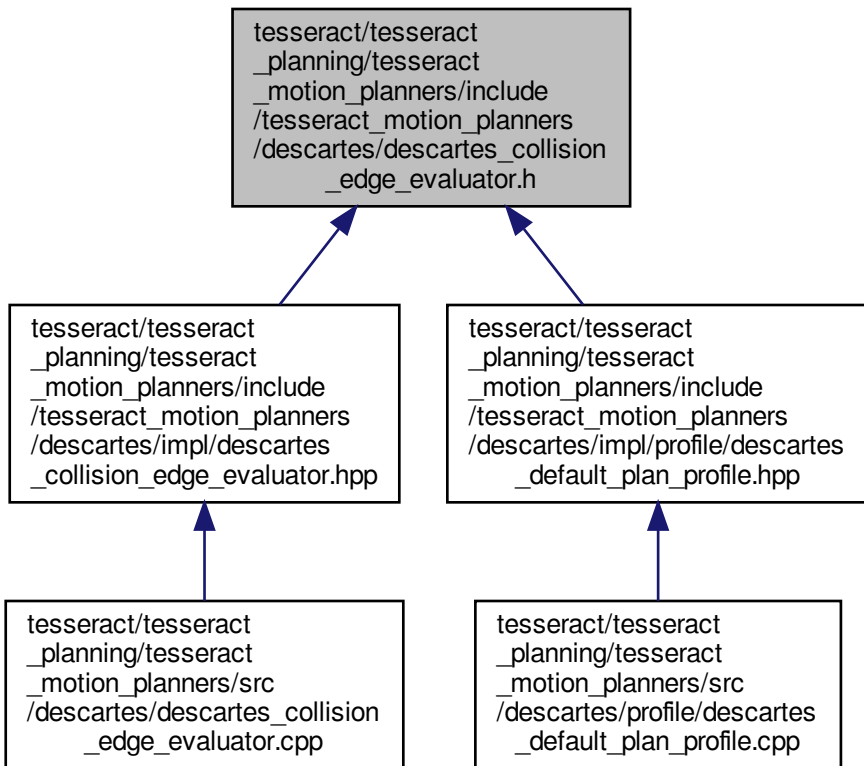 tesseract/tesseract
_planning/tesseract
_motion_planners/include
/tesseract_motion_planners
/descartes/descartes_collision
_edge_evaluator.h
tesseract/tesseract
_planning/tesseract
_motion_planners/include
/tesseract_motion_planners
/descartes/impl/descartes
_collision_edge_evaluator.hpp
tesseract/tesseract
_planning/tesseract
_motion_planners/include
/tesseract_motion_planners
/descartes/impl/profile/descartes
_default_plan_profile.hpp
tesseract/tesseract
_planning/tesseract
_motion_planners/src
/descartes/descartes_collision
_edge_evaluator.cpp
tesseract/tesseract
_planning/tesseract
_motion_planners/src
/descartes/profile/descartes
_default_plan_profile.cpp